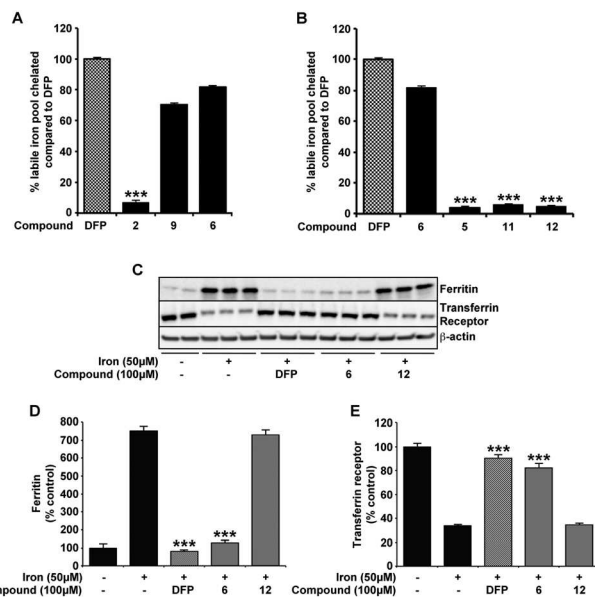 A
% labile iron pool chelated
compared to DFP
120
100
80
60
40
20
0
Compound DFP 2 9 6
***
B
% labile iron pool chelated
compared to DFP
120
100
80
60
40
20
0
Compound DFP 6 5 11 12
*** *** ***
C
Ferritin
Transferrin
Receptor
β-actin
Iron (50μM) - + + + +
Compound (100μM) - - DFP 6 12
D
Ferritin
(% control)
800
700
600
500
400
300
200
100
0
*** ***
Iron (50μM) - + + + +
ompound (100μM) - - DFP 6 12
E
Transferrin receptor
(% control)
120
100
80
60
40
20
0
*** ***
Iron (50μM) - + + + +
Compound (100μM) - - DFP 6 12